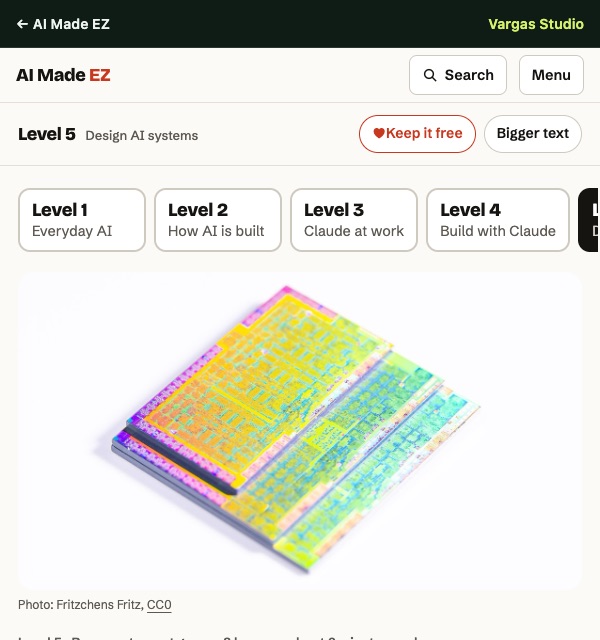 ← AI Made EZ
Vargas Studio
AI Made EZ
Search
Menu
Level 5 Design AI systems
Keep it free
Bigger text
Level 1
Everyday AI
Level 2
How AI is built
Level 3
Claude at work
Level 4
Build with Claude
Photo: Fritzchens Fritz, CC0